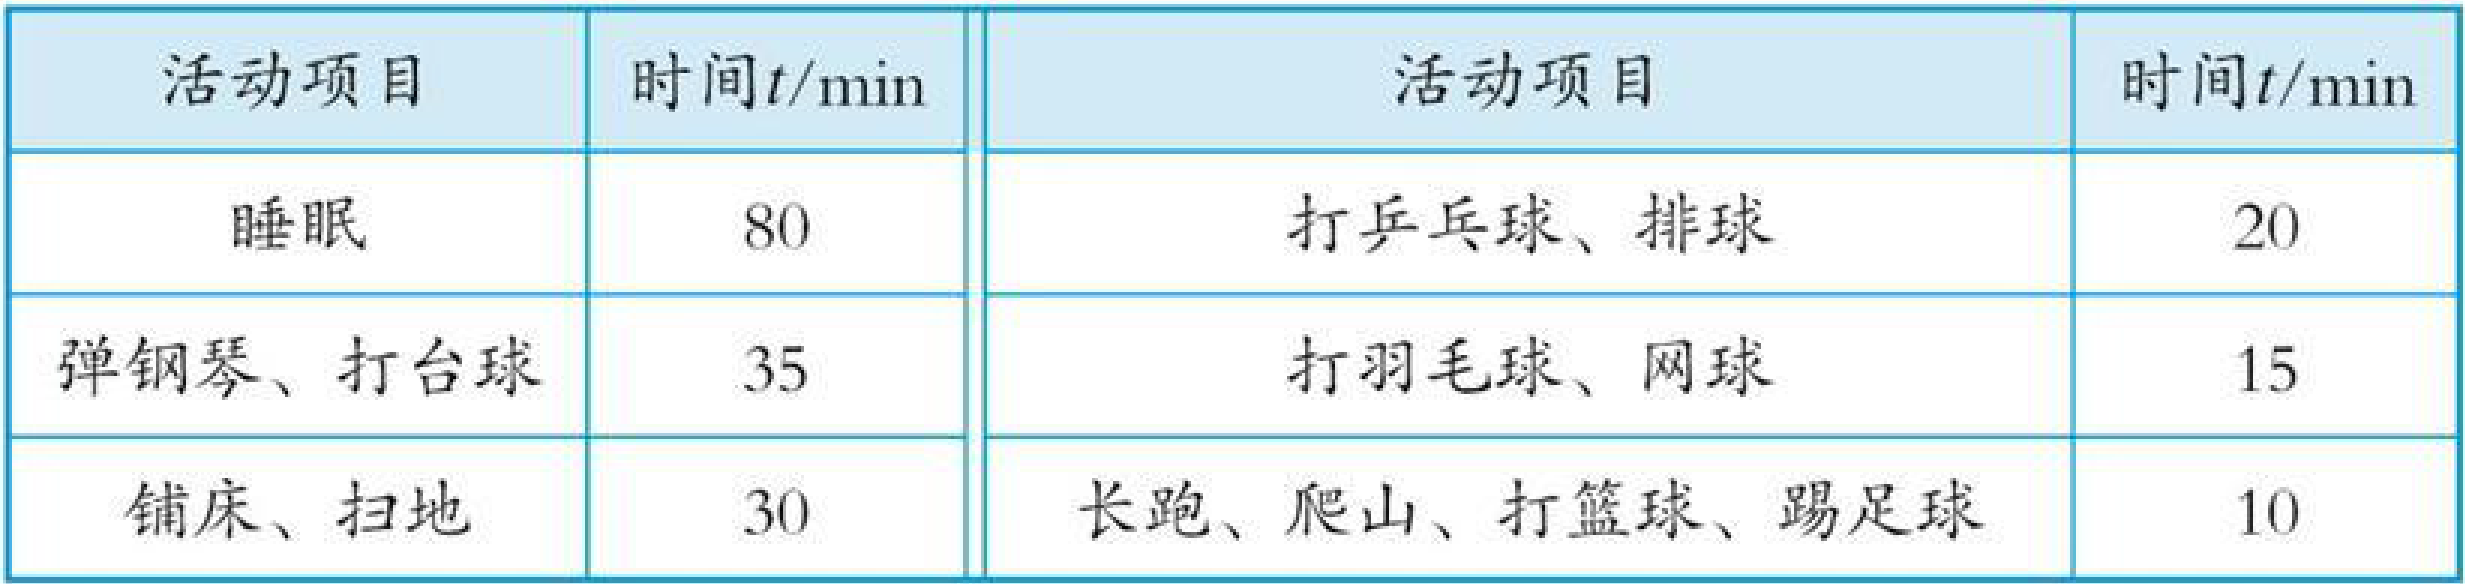 活动项目 时间t/min 活动项目 时间t/min
睡眠 80 打乒乓球、排球 20
弹钢琴、打台球 35 打羽毛球、网球 15
铺床、扫地 30 长跑、爬山、打篮球、踢足球 10